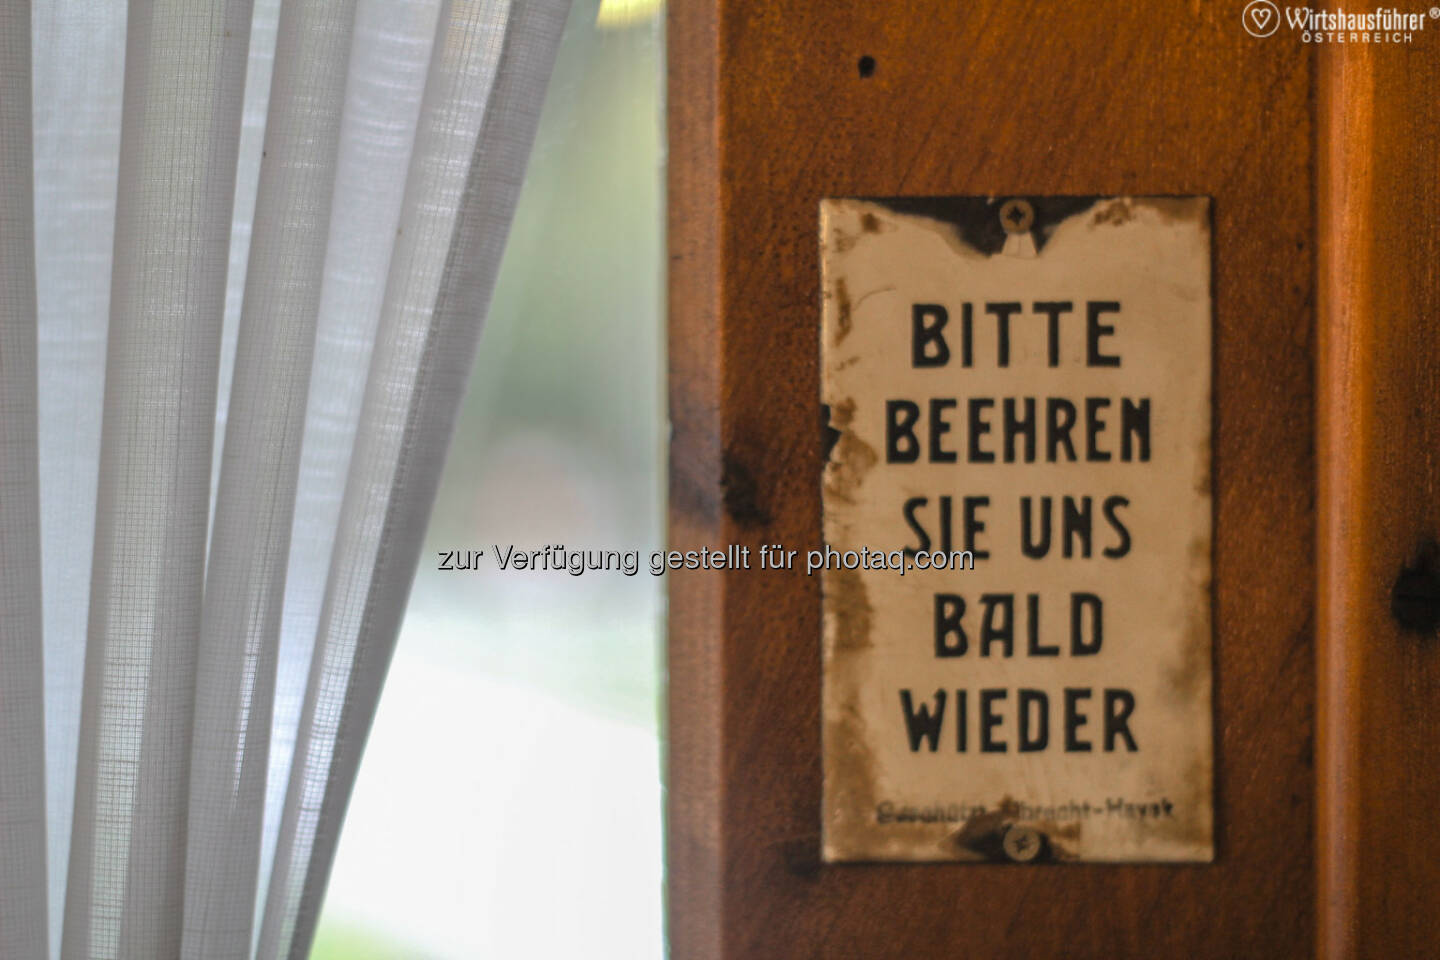 Wirtshausführer®
ÖSTERREICH
BITTE
BEEHREN
SIE UNS
zur Verfügung gestellt für photaq.com
BALD
WIEDER